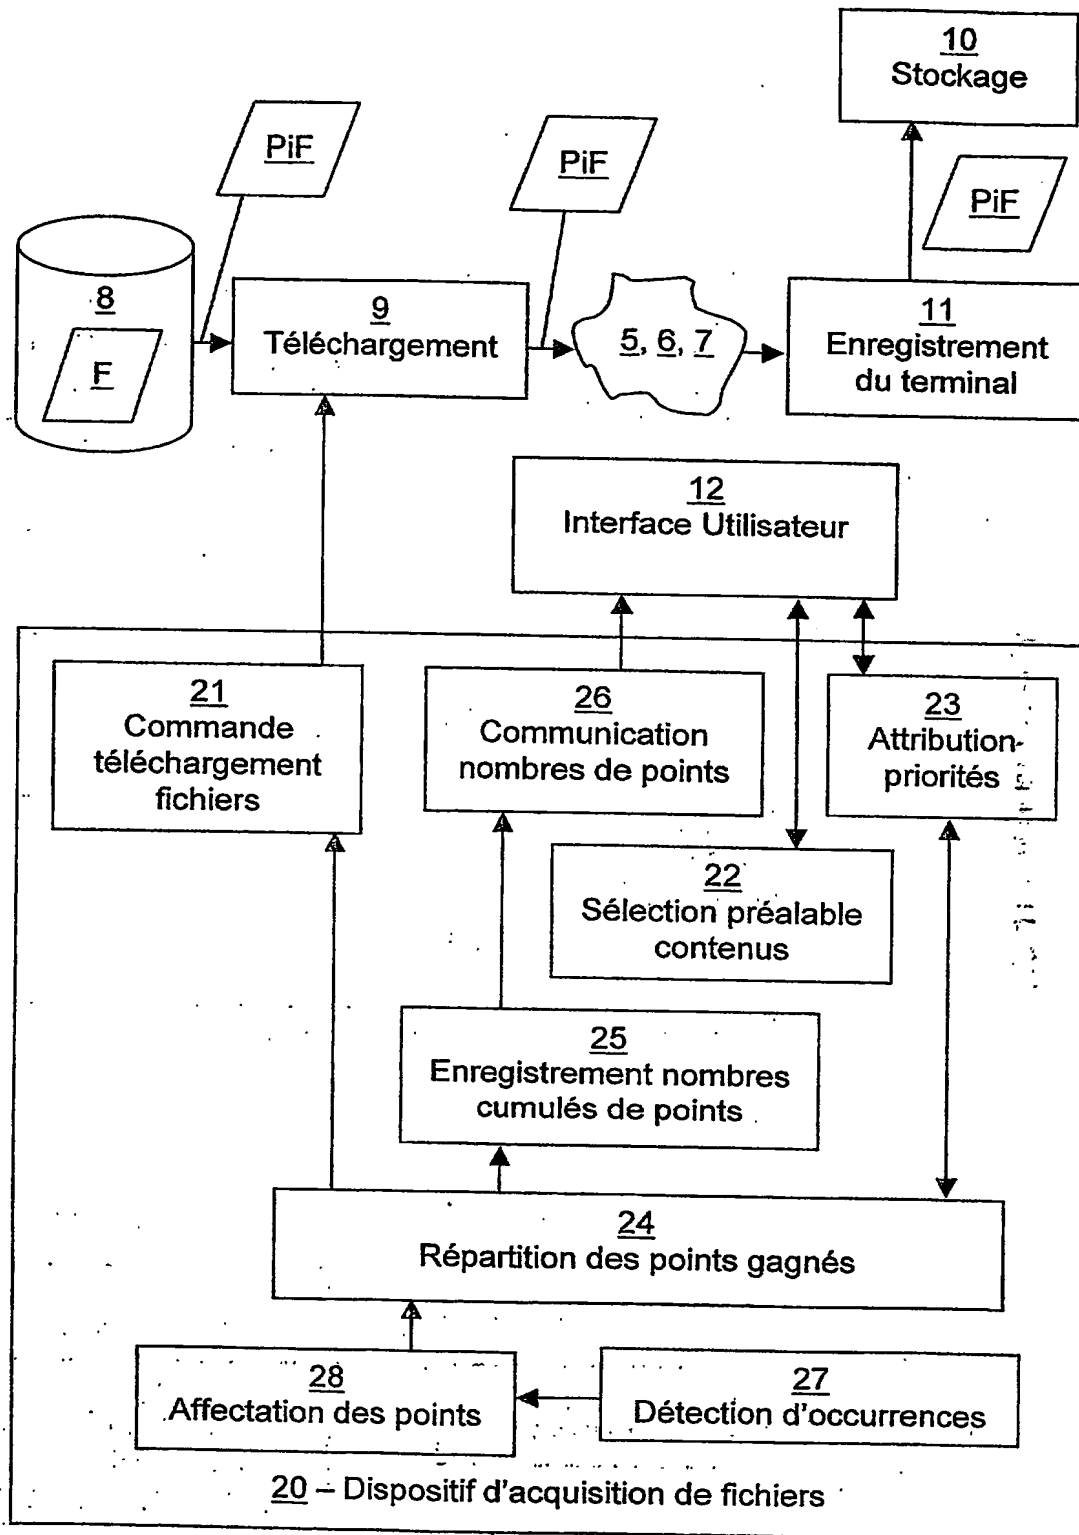 10
Stockage
PiF
PiF
PiF
8
F
9
Téléchargement
5, 6, 7
11
Enregistrement
du terminal
12
Interface Utilisateur
21
Commande
téléchargement
fichiers
26
Communication
nombres de points
23
Attribution
priorités
22
Sélection préalable
contenus
25
Enregistrement nombres
cumulés de points
24
Répartition des points gagnés
28
Affectation des points
27
Détection d'occurrences
20 – Dispositif d'acquisition de fichiers